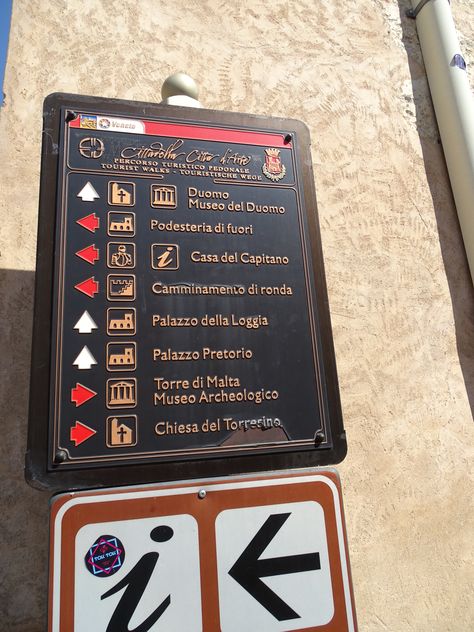 Veneto
Cittadella Città d'Arte
PERCORSO TURISTICO PEDONALE
TOURIST WALKS - TOURISTISCHE WEGE
Duomo
Museo del Duomo
Podesteria di fuori
i
Casa del Capitano
Camminamento di ronda
Palazzo della Loggia
Palazzo Pretorio
Torre di Malta
Museo Archeologico
Chiesa del Torresino
i